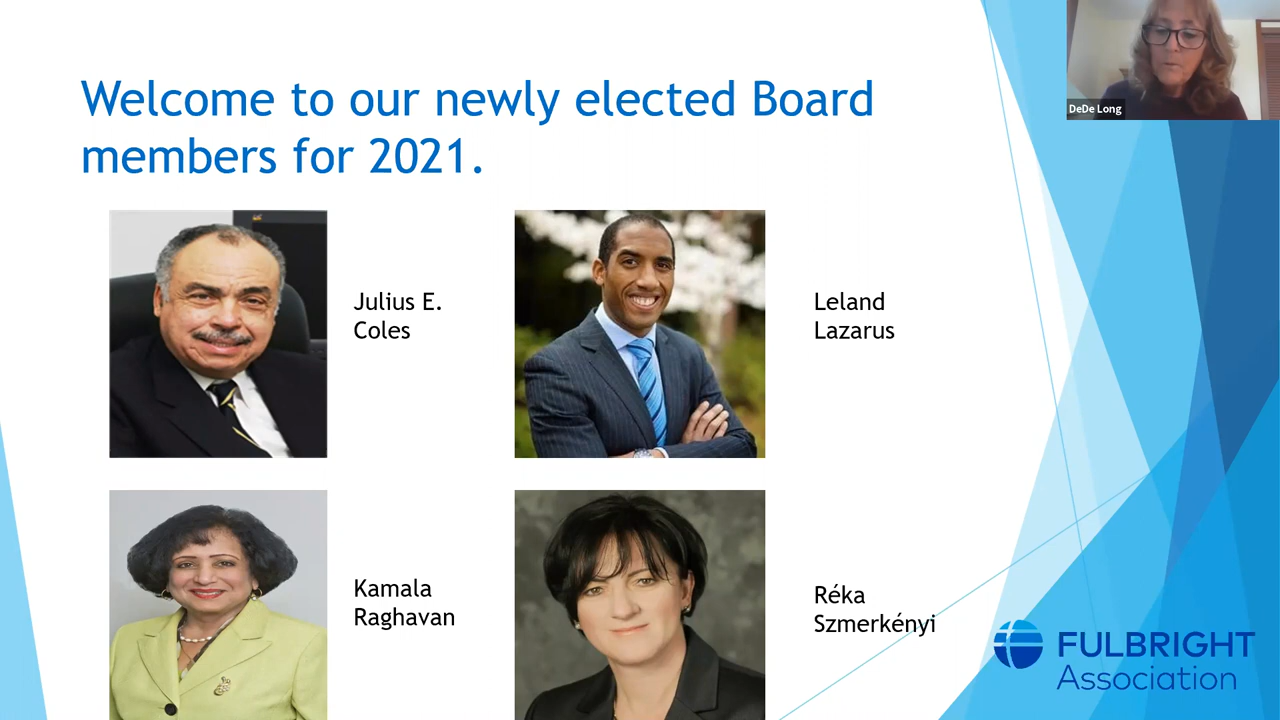 Welcome to our newly elected Board
members for 2021.
DeDe Long
Julius E.
Coles
Leland
Lazarus
Kamala
Raghavan
Réka
Szmerkényi
FULBRIGHT
Association